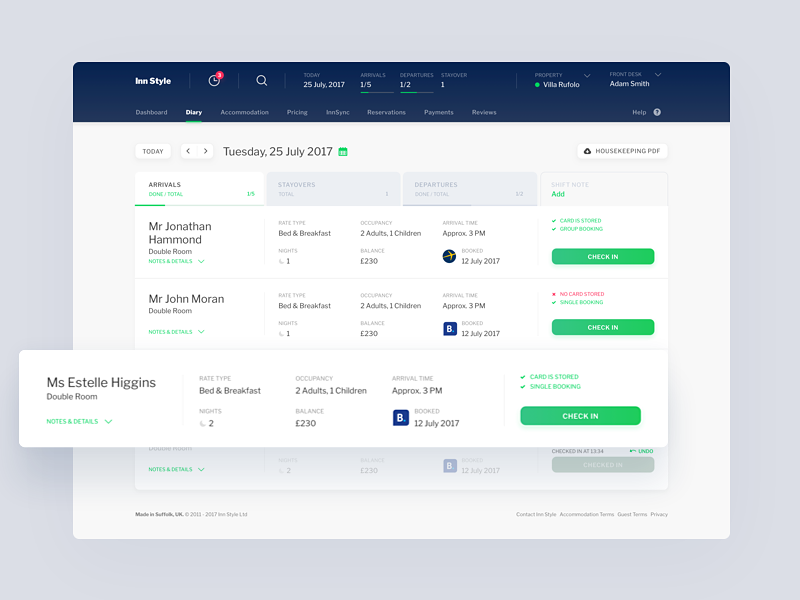 Inn Style
3
TODAY
25 July, 2017
ARRIVALS
1/5
DEPARTURES
1/2
STAYOVER
1
PROPERTY
Villa Rufolo
FRONT DESK
Adam Smith
Dashboard
Diary
Accommodation
Pricing
InnSync
Reservations
Payments
Reviews
Help ?
TODAY
Tuesday, 25 July 2017
HOUSEKEEPING PDF
ARRIVALS
DONE / TOTAL
1/5
STAYOVERS
TOTAL
1
DEPARTURES
DONE / TOTAL
1/2
SHIFT NOTE
Add
Mr Jonathan
Hammond
Double Room
NOTES & DETAILS
RATE TYPE
Bed & Breakfast
OCCUPANCY
2 Adults, 1 Children
ARRIVAL TIME
Approx. 3 PM
NIGHTS
1
BALANCE
£230
BOOKED
12 July 2017
CARD IS STORED
GROUP BOOKING
CHECK IN
Mr John Moran
Double Room
NOTES & DETAILS
RATE TYPE
Bed & Breakfast
OCCUPANCY
2 Adults, 1 Children
ARRIVAL TIME
Approx. 3 PM
NIGHTS
1
BALANCE
£230
B.
BOOKED
12 July 2017
NO CARD STORED
SINGLE BOOKING
CHECK IN
Ms Estelle Higgins
Double Room
NOTES & DETAILS
RATE TYPE
Bed & Breakfast
OCCUPANCY
2 Adults, 1 Children
ARRIVAL TIME
Approx. 3 PM
NIGHTS
2
BALANCE
£230
B.
BOOKED
12 July 2017
CARD IS STORED
SINGLE BOOKING
CHECK IN
Double Room
NOTES & DETAILS
NIGHTS
2
BALANCE
£230
B.
BOOKED
12 July 2017
CHECKED IN AT 13:34
UNDO
CHECKED IN
Made in Suffolk, UK. © 2011 - 2017 Inn Style Ltd
Contact Inn Style Accommodation Terms Guest Terms Privacy